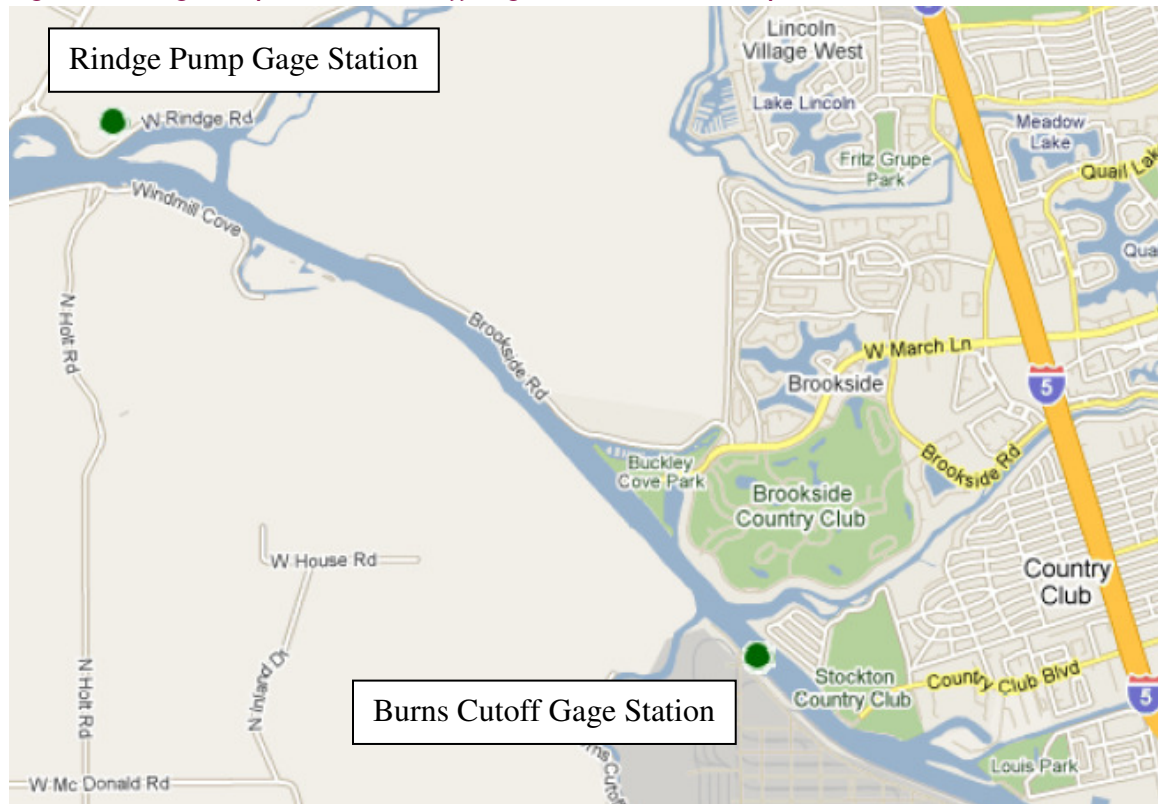 Rindge Pump Gage Station
Lincoln
Village West
W Rindge Rd
Lake Lincoln
Meadow
Lake
Fritz Grupe
Park
Quail Lak
Windmill Cove
Qua
N Holt Rd
Brookside Rd
W March Ln
Brookside
5
Buckley
Cove Park
Brookside Rd
Brookside
Country Club
W House Rd
Country
Club
N Holt Rd
N Inland Dr
Stockton
Country Club
Country Club Blvd
5
Burns Cutoff Gage Station
Louis Park
W Mc Donald Rd
rns Cutoff